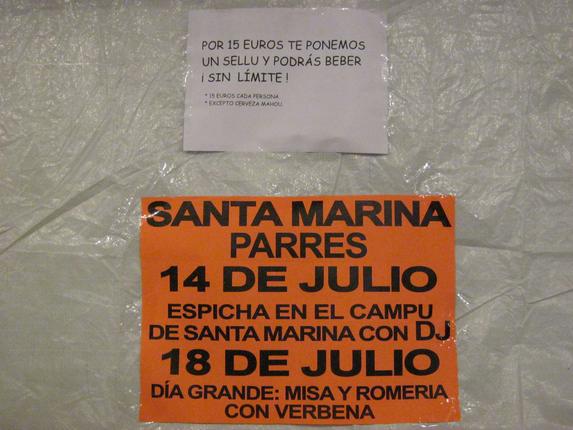 POR 15 EUROS TE PONEMOS
UN SELLU Y PODRÁS BEBER
¡ SIN LÍMITE !
* 15 EUROS CADA PERSONA.
* EXCEPTO CERVEZA MAHOU.
SANTA MARINA
PARRES
14 DE JULIO
ESPICHA EN EL CAMPU
DE SANTA MARINA CON DJ
18 DE JULIO
DÍA GRANDE: MISA Y ROMERIA
CON VERBENA